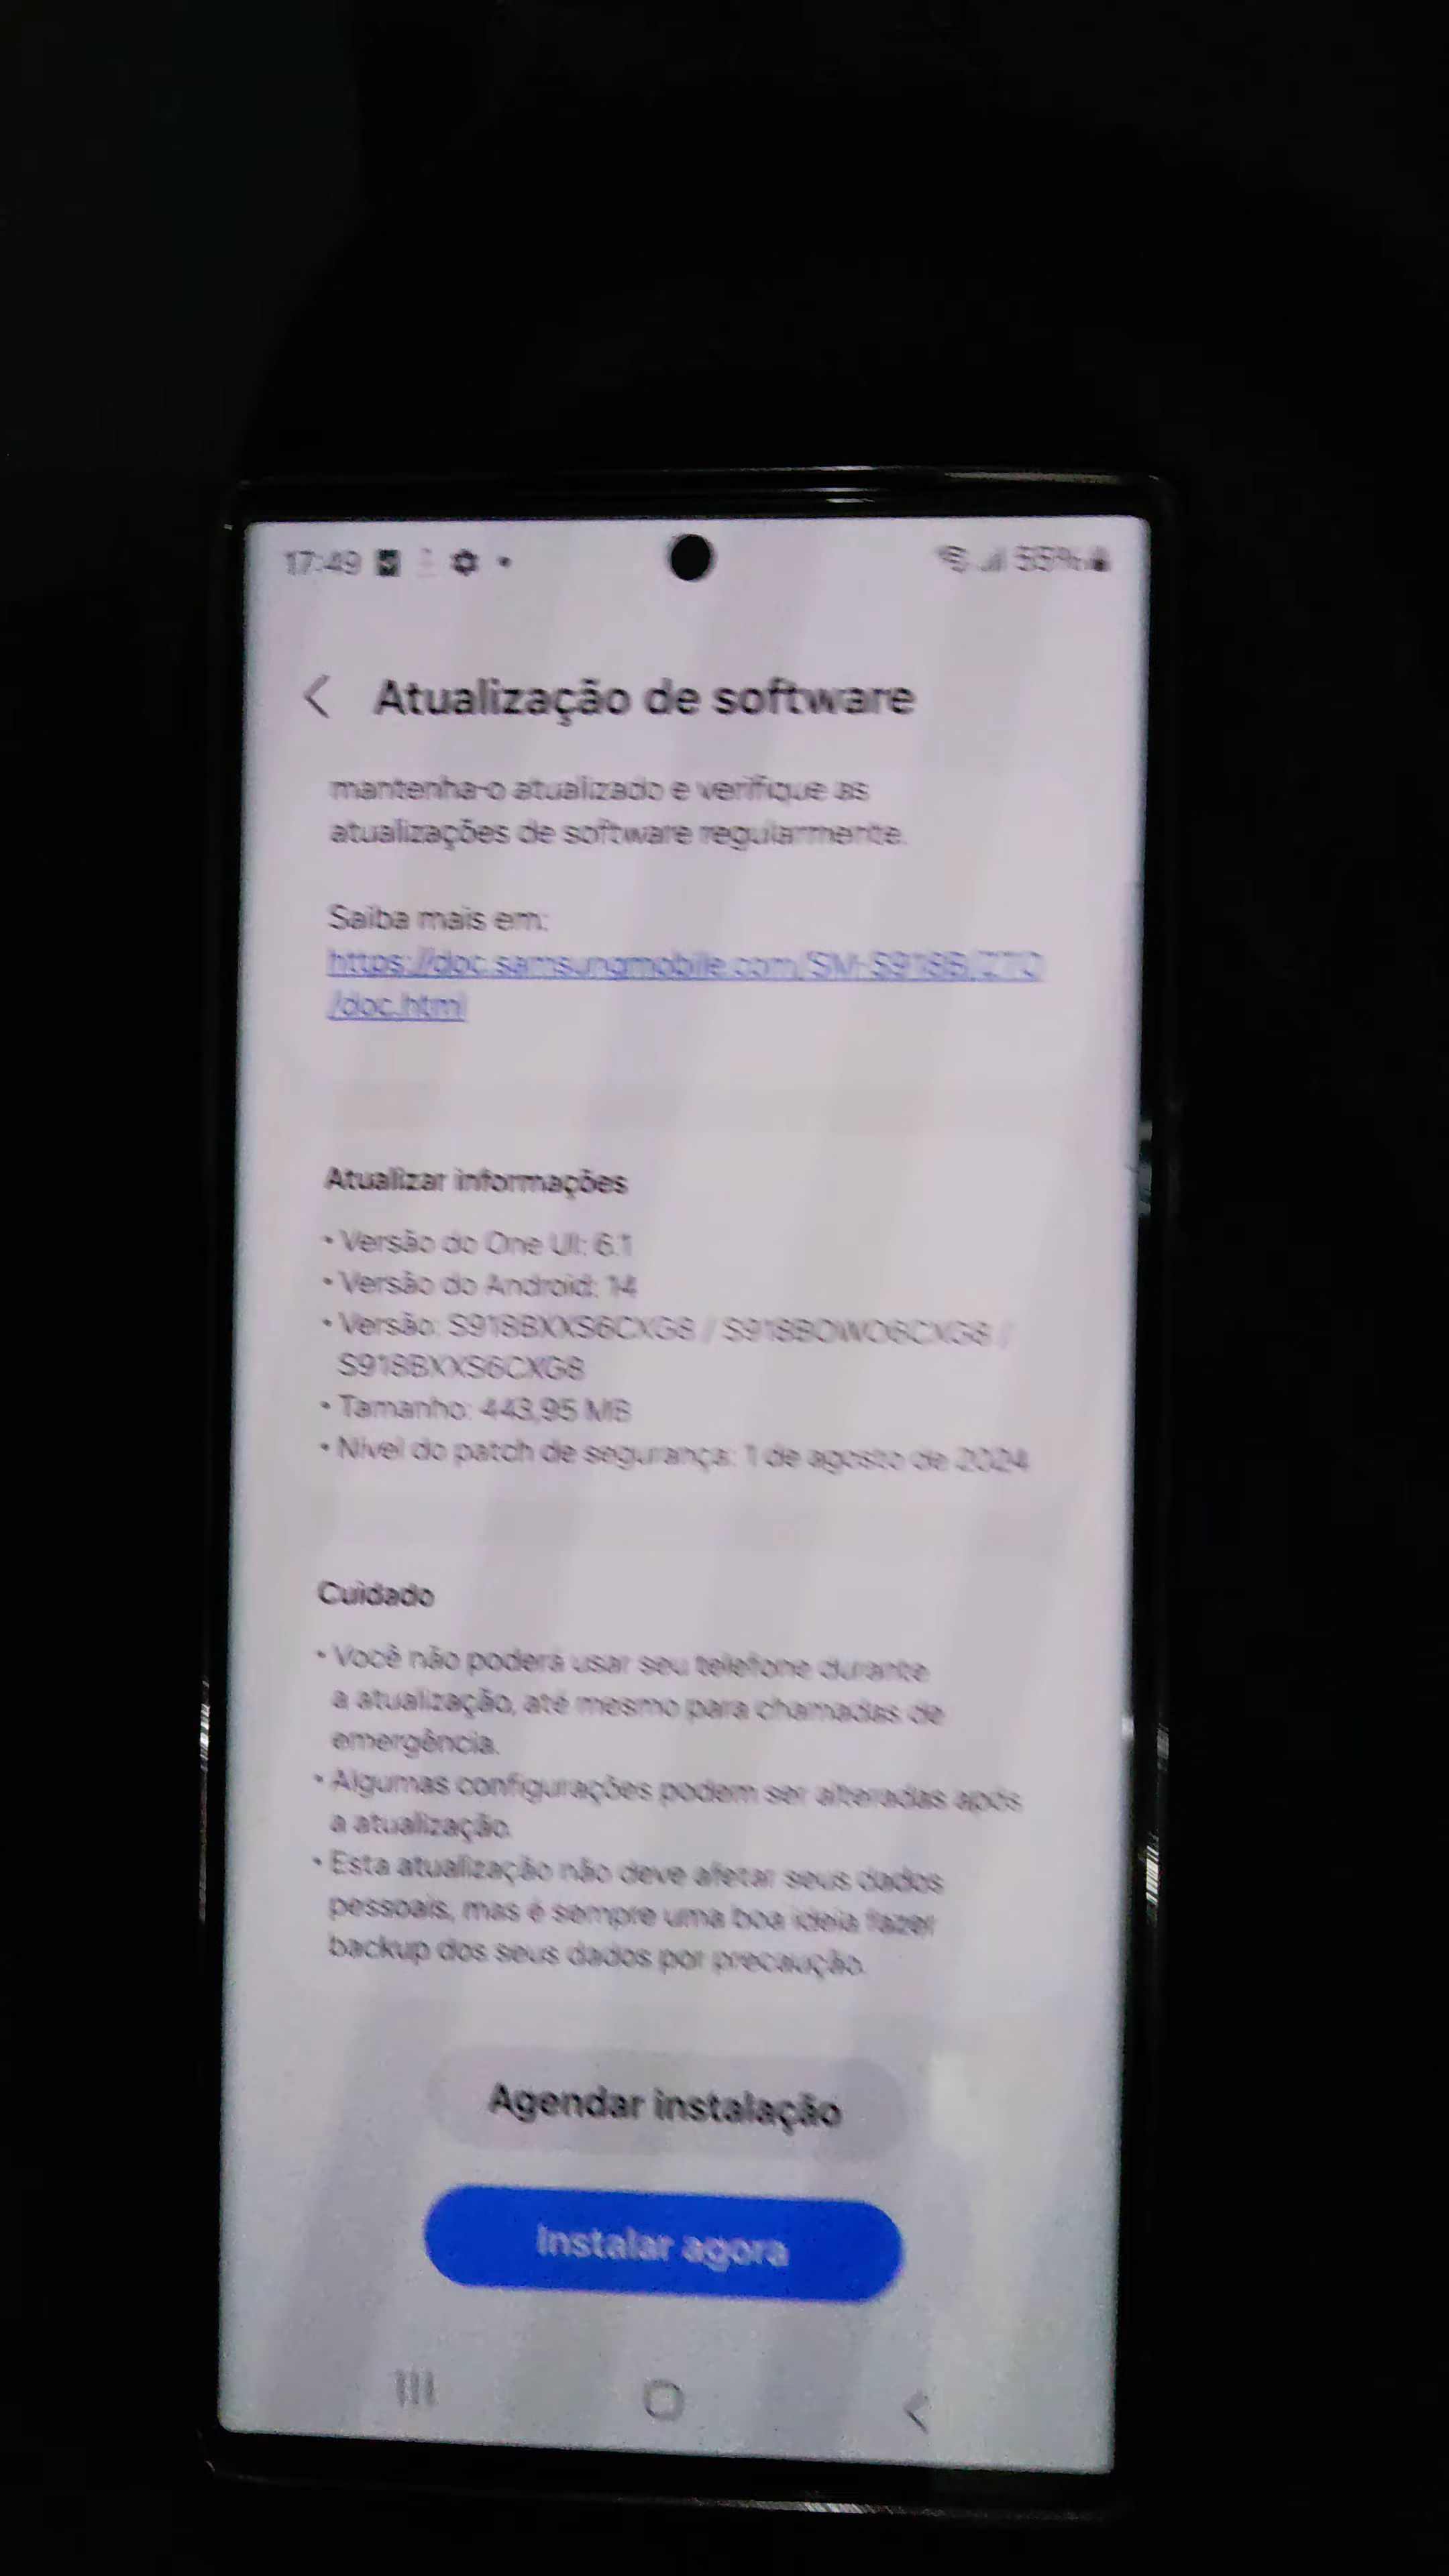 17:49
55%
Atualização de software
mantenha-o atualizado e verifique as
atualizações de software regularmente.
Saiba mais em:
https://doc.samsungmobile.com/SM-S918B/ZTO
/doc.html
Atualizar informações
• Versão do One UI: 6.1
• Versão do Android: 14
• Versão: S918BXXS6CXG8 / S918BOWO6CXG8 /
S918BXXS6CXG8
• Tamanho: 443,95 MB
• Nível do patch de segurança: 1 de agosto de 2024
Cuidado
• Você não poderá usar seu telefone durante
a atualização, até mesmo para chamadas de
emergência.
• Algumas configurações podem ser alteradas após
a atualização.
• Esta atualização não deve afetar seus dados
pessoais, mas é sempre uma boa ideia fazer
backup dos seus dados por precaução.
Agendar instalação
Instalar agora